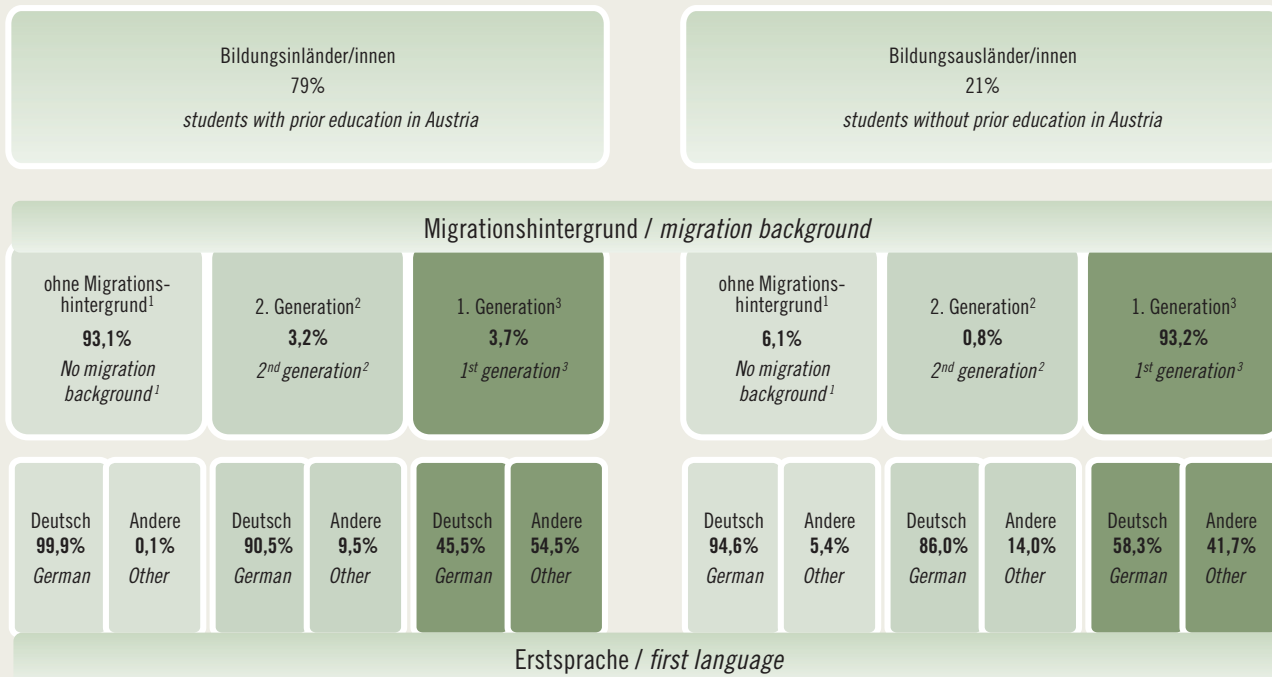 Bildungsinländer/innen
79%
students with prior education in Austria
Bildungsausländer/innen
21%
students without prior education in Austria
Migrationshintergrund / migration background
ohne Migrations-
hintergrund¹
93,1%
No migration
background¹
2. Generation²
3,2%
2nd generation²
1. Generation³
3,7%
1st generation³
ohne Migrations-
hintergrund¹
6,1%
No migration
background¹
2. Generation²
0,8%
2nd generation²
1. Generation³
93,2%
1st generation³
Deutsch
99,9%
German
Andere
0,1%
Other
Deutsch
90,5%
German
Andere
9,5%
Other
Deutsch
45,5%
German
Andere
54,5%
Other
Deutsch
94,6%
German
Andere
5,4%
Other
Deutsch
86,0%
German
Andere
14,0%
Other
Deutsch
58,3%
German
Andere
41,7%
Other
Erstsprache / first language